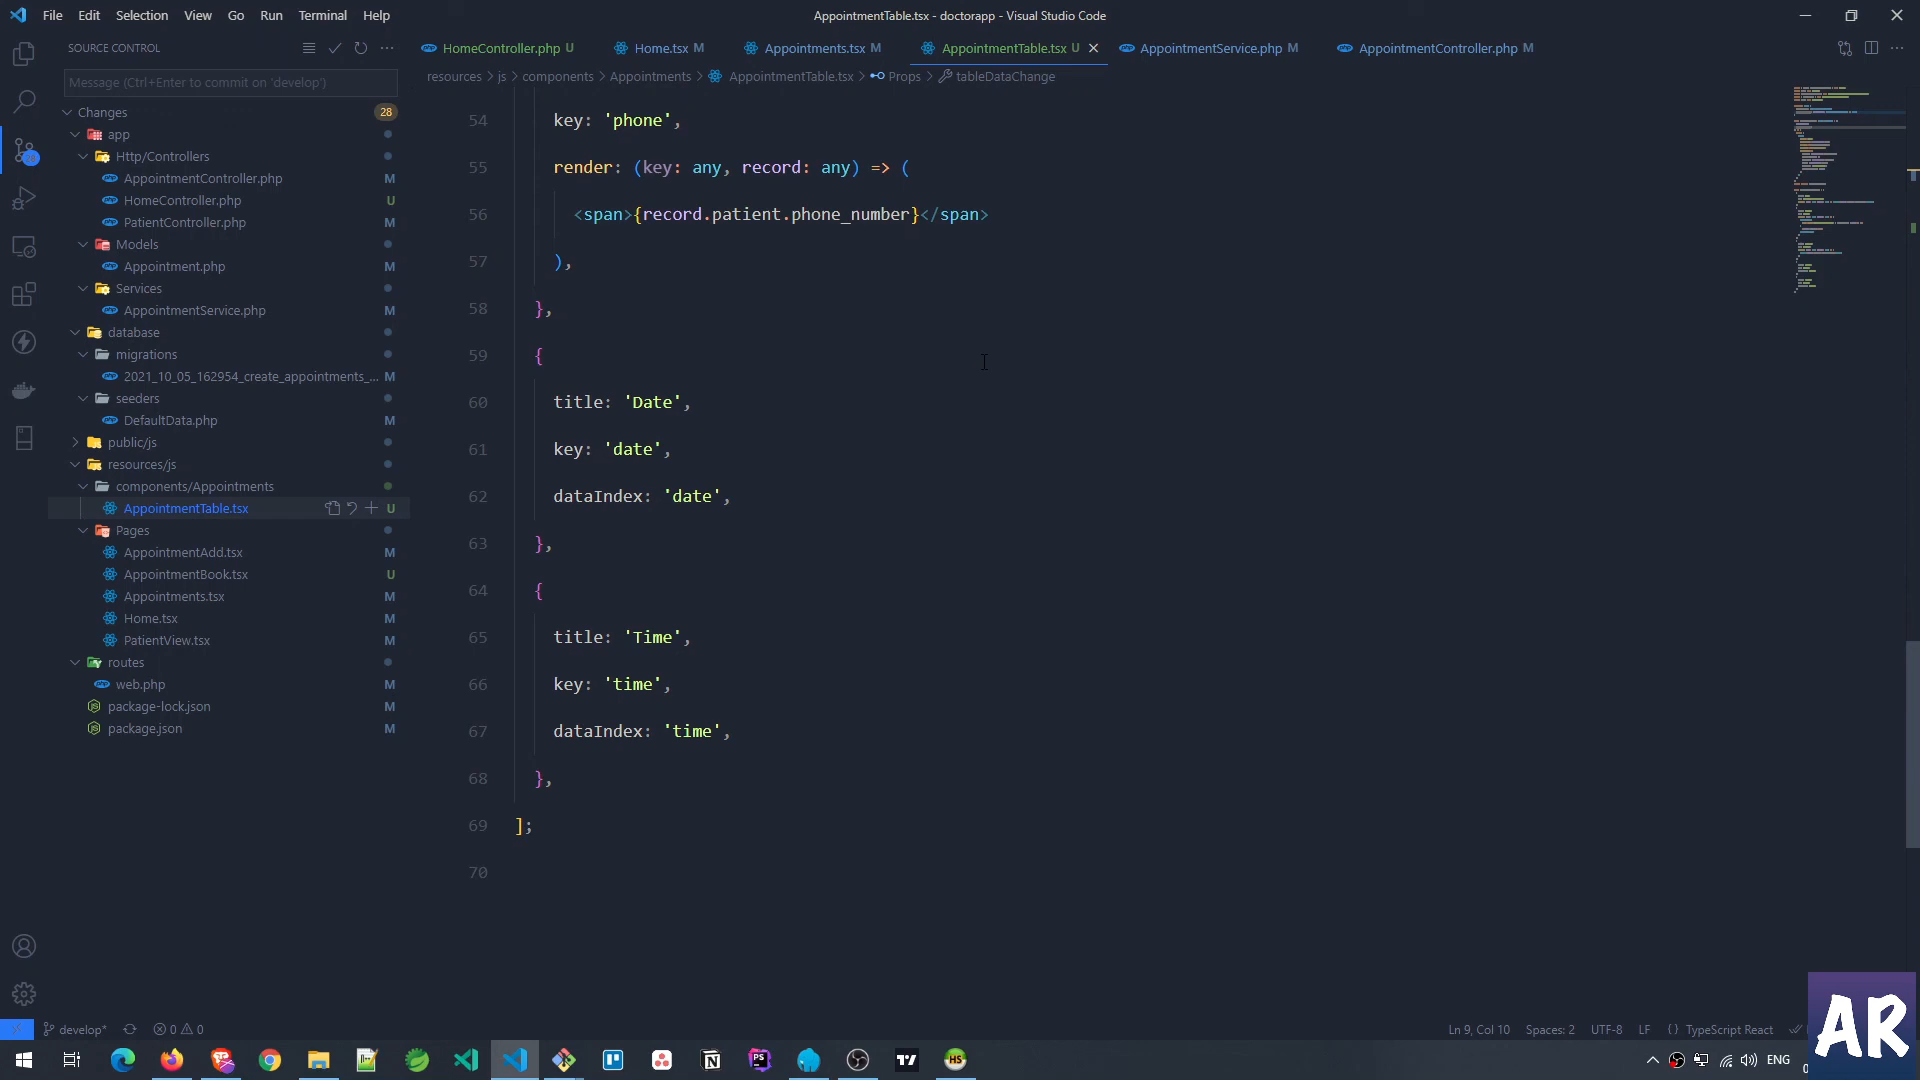 File Edit Selection View Go Run Terminal Help
AppointmentTable.tsx - doctorapp - Visual Studio Code
SOURCE CONTROL
HomeController.php U
Home.tsx M
Appointments.tsx M
AppointmentTable.tsx U
AppointmentService.php M
AppointmentController.php M
resources > js > components > Appointments > AppointmentTable.tsx > Props > tableDataChange
Message (Ctrl+Enter to commit on 'develop')
Changes 28
app
Http/Controllers
AppointmentController.php M
HomeController.php U
PatientController.php M
Models
Appointment.php M
Services
AppointmentService.php M
database
migrations
2021_10_05_162954_create_appointments_... M
seeders
DefaultData.php M
public/js
resources/js
components/Appointments
AppointmentTable.tsx U
Pages
AppointmentAdd.tsx M
AppointmentBook.tsx U
Appointments.tsx M
Home.tsx M
PatientView.tsx M
routes
web.php M
package-lock.json M
package.json M
54 key: 'phone',
55 render: (key: any, record: any) => (
56 <span>{record.patient.phone_number}</span>
57 ),
58 },
59 {
60 title: 'Date',
61 key: 'date',
62 dataIndex: 'date',
63 },
64 {
65 title: 'Time',
66 key: 'time',
67 dataIndex: 'time',
68 },
69 ];
70
develop* 0 0
Ln 9, Col 10 Spaces: 2 UTF-8 LF {} TypeScript React
ENG
AR